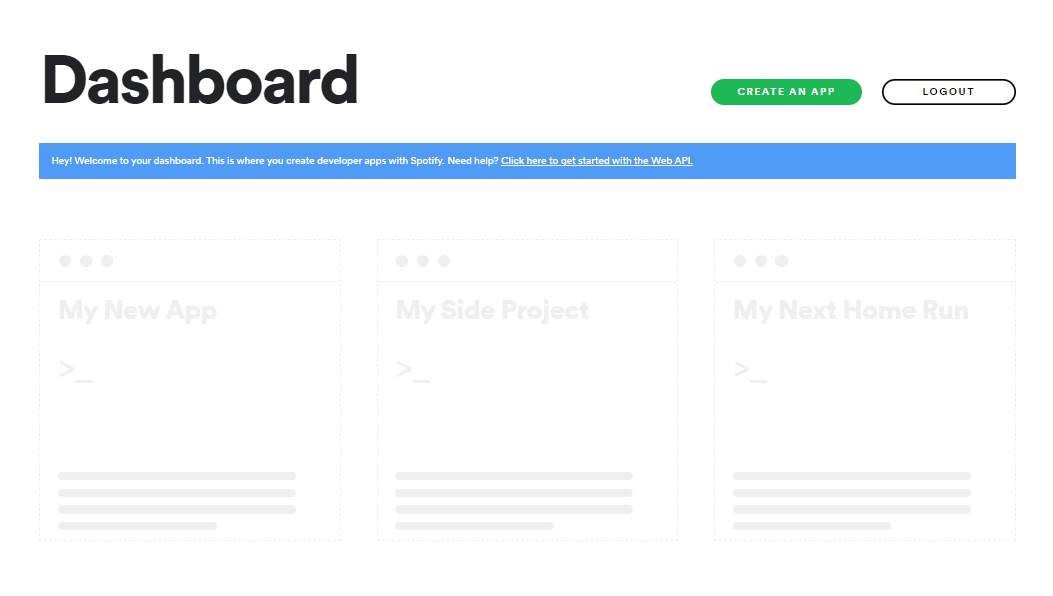 Dashboard
CREATE AN APP
LOGOUT
Hey! Welcome to your dashboard. This is where you create developer apps with Spotify. Need help? Click here to get started with the Web API.
My New App
>_
My Side Project
>_
My Next Home Run
>_